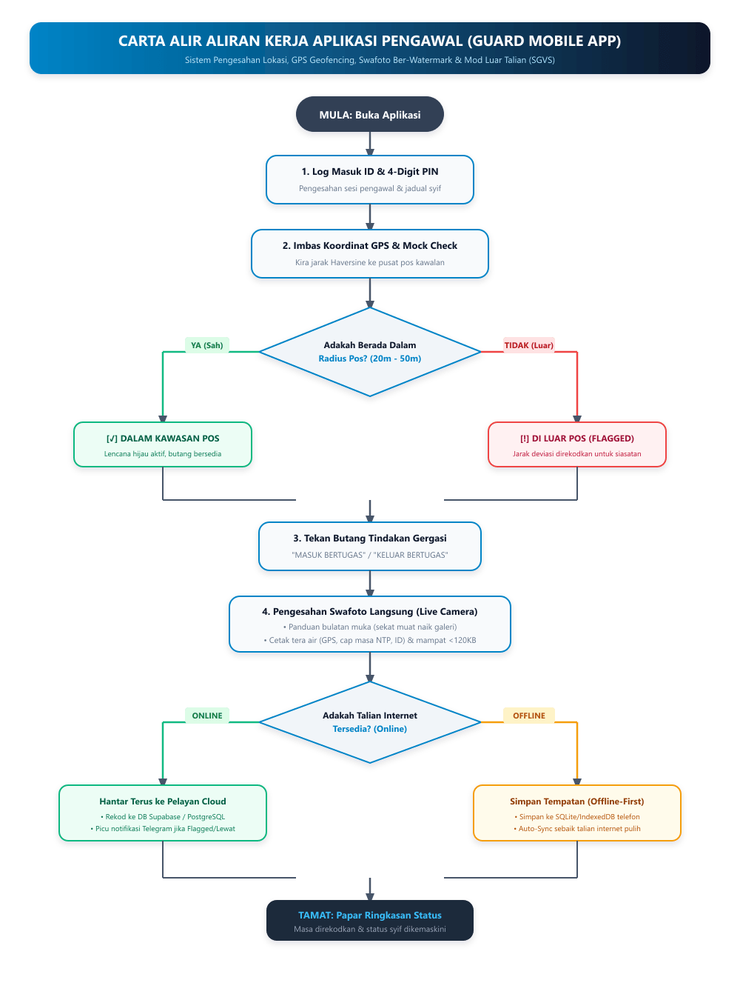 CARTA ALIR ALIRAN KERJA APLIKASI PENGAWAL (GUARD MOBILE APP)
Sistem Pengesahan Lokasi, GPS Geofencing, Swafoto Ber-Watermark & Mod Luar Talian (SGVS)
MULA: Buka Aplikasi
1. Log Masuk ID & 4-Digit PIN
Pengesahan sesi pengawal & jadual syif
2. Imbas Koordinat GPS & Mock Check
Kira jarak Haversine ke pusat pos kawalan
Adakah Berada Dalam
Radius Pos? (20m - 50m)
YA (Sah)
TIDAK (Luar)
[√] DALAM KAWASAN POS
Lencana hijau aktif, butang bersedia
[!] DI LUAR POS (FLAGGED)
Jarak deviasi direkodkan untuk siasatan
3. Tekan Butang Tindakan Gergasi
"MASUK BERTUGAS" / "KELUAR BERTUGAS"
4. Pengesahan Swafoto Langsung (Live Camera)
• Panduan bulatan muka (sekat muat naik galeri)
• Cetak tera air (GPS, cap masa NTP, ID) & mampat <120KB
Adakah Talian Internet
Tersedia? (Online)
ONLINE
OFFLINE
Hantar Terus ke Pelayan Cloud
• Rekod ke DB Supabase / PostgreSQL
• Picu notifikasi Telegram jika Flagged/Lewat
Simpan Tempatan (Offline-First)
• Simpan ke SQLite/IndexedDB telefon
• Auto-Sync sebaik talian internet pulih
TAMAT: Papar Ringkasan Status
Masa direkodkan & status syif dikemaskini